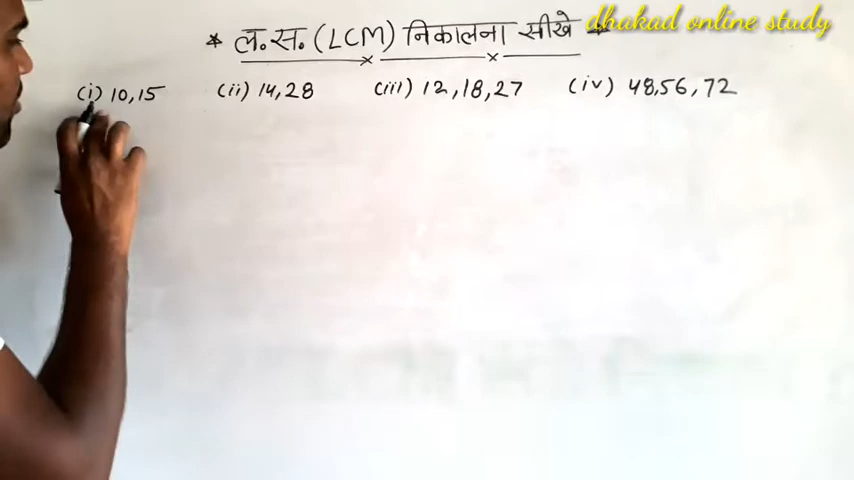 dhakad online study
* ल॰स॰ (LCM) निकालना सीखे *
(i) 10,15 (ii) 14,28 (iii) 12,18,27 (iv) 48,56,72